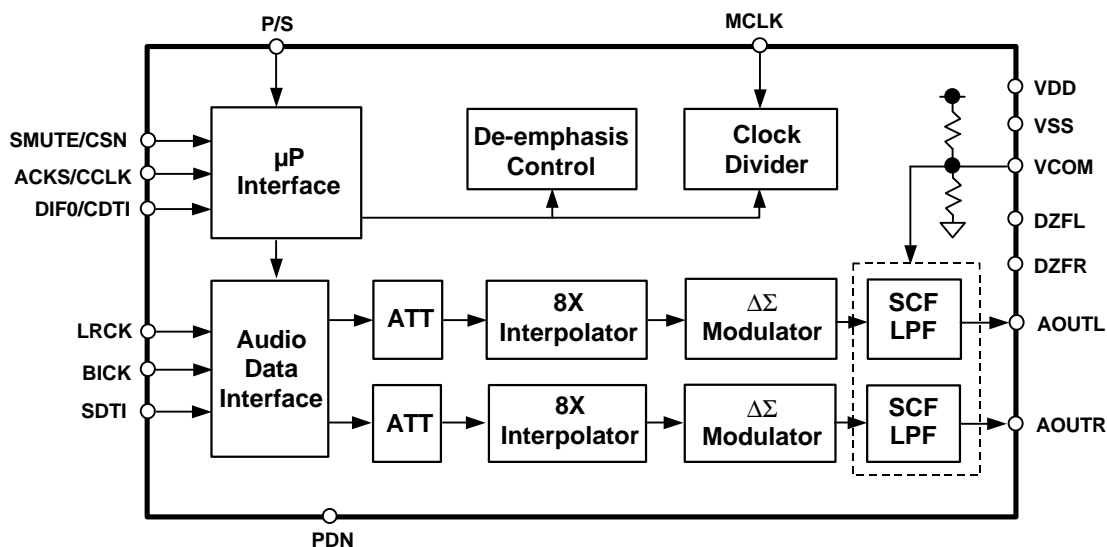 P/S
MCLK
VDD
VSS
VCOM
DZFL
DZFR
AOUTL
AOUTR
SMUTE/CSN
ACKS/CCLK
DIF0/CDTI
µP
Interface
De-emphasis
Control
Clock
Divider
LRCK
BICK
SDTI
Audio
Data
Interface
ATT
8X
Interpolator
ΔΣ
Modulator
SCF
LPF
ATT
8X
Interpolator
ΔΣ
Modulator
SCF
LPF
PDN